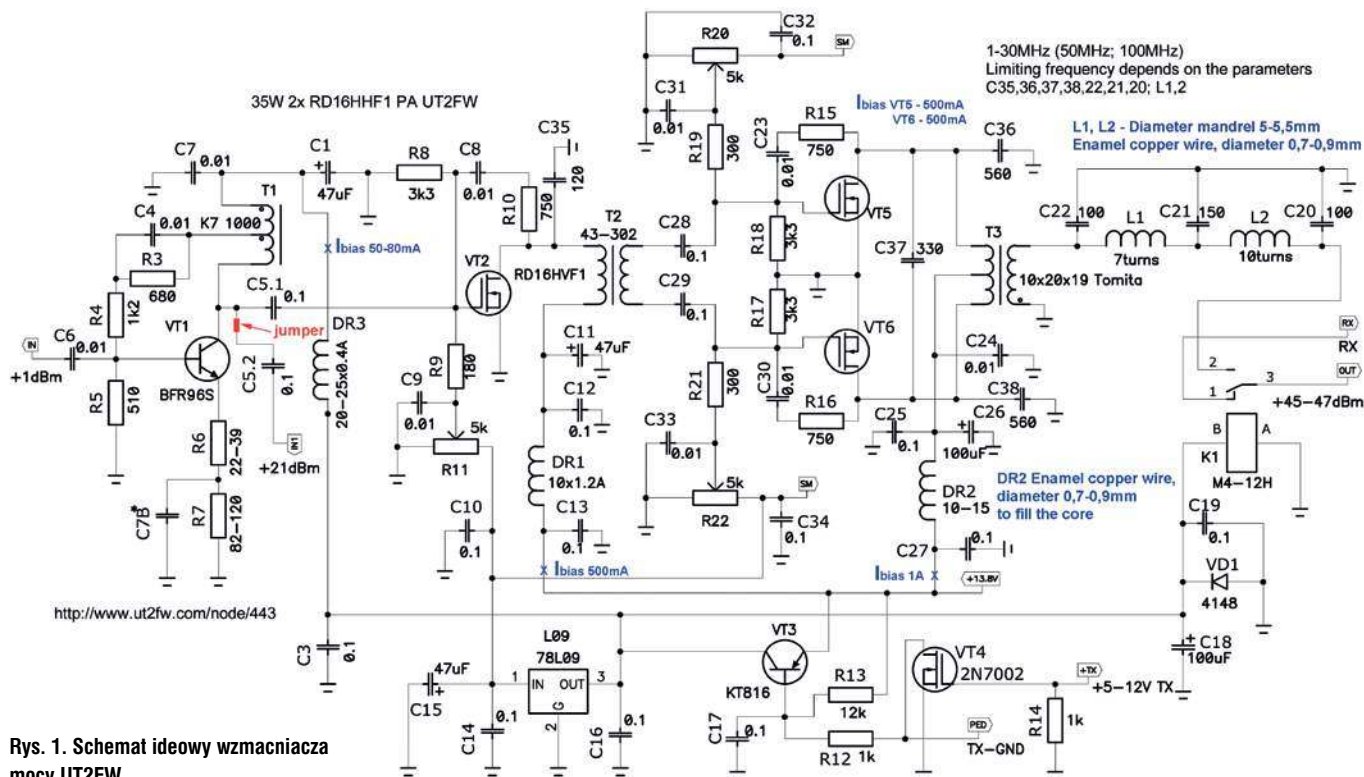 35W 2x RD16HHF1 PA UT2FW
1-30MHz (50MHz; 100MHz)
Limiting frequency depends on the parameters
C35,36,37,38,22,21,20; L1,2
L1, L2 - Diameter mandrel 5-5,5mm
Enamel copper wire, diameter 0,7-0,9mm
Ibias VT5 - 500mA
VT6 - 500mA
C32
0.1
R20
5k
SM
C31
0.01
R19
300
C23
0.01
R15
750
C36
560
C7
0.01
T1
K7 1000
C4
0.01
R3
680
C1
+
47uF
R8
3k3
C8
0.01
C35
120
R10
750
Ibias 50-80mA
VT2
RD16HVF1
T2
43-302
C28
0.1
C29
0.1
R18
3k3
R17
3k3
VT5
VT6
C37
330
T3
10x20x19 Tomita
C22
100
L1
7turns
C21
150
L2
10turns
C20
100
R4
1k2
C5.1
0.1
jumper
VT1
BFR96S
IN
C6
0.01
+1dBm
R5
510
C5.2
0.1
IN1
+21dBm
R6
22-39
R7
82-120
C7B
*
DR3
20-25x0.4A
R9
180
C9
0.01
5k
R11
C11
+
47uF
C12
0.1
DR1
10x1.2A
C13
0.1
x Ibias 500mA
C10
0.1
R21
300
C33
0.01
5k
R22
C30
0.01
R16
750
SM
C34
0.1
C24
0.01
C38
560
C25
0.1
C26
+
100uF
DR2
10-15
DR2 Enamel copper wire,
diameter 0,7-0,9mm
to fill the core
C27
0.1
Ibias 1A x
+13.8V
RX
RX
OUT
2
1
3
+45-47dBm
B
A
K1
M4-12H
C19
0.1
VD1
4148
C18
+
100uF
http://www.ut2fw.com/node/443
C3
0.1
47uF
+
C15
C14
0.1
L09
78L09
1
IN
OUT
3
G
2
C16
0.1
VT3
KT816
C17
0.1
R13
12k
R12
1k
VT4
2N7002
PED
TX-GND
+TX
+5-12V TX
R14
1k
Rys. 1. Schemat ideowy wzmacniacza
mocy UT2FW